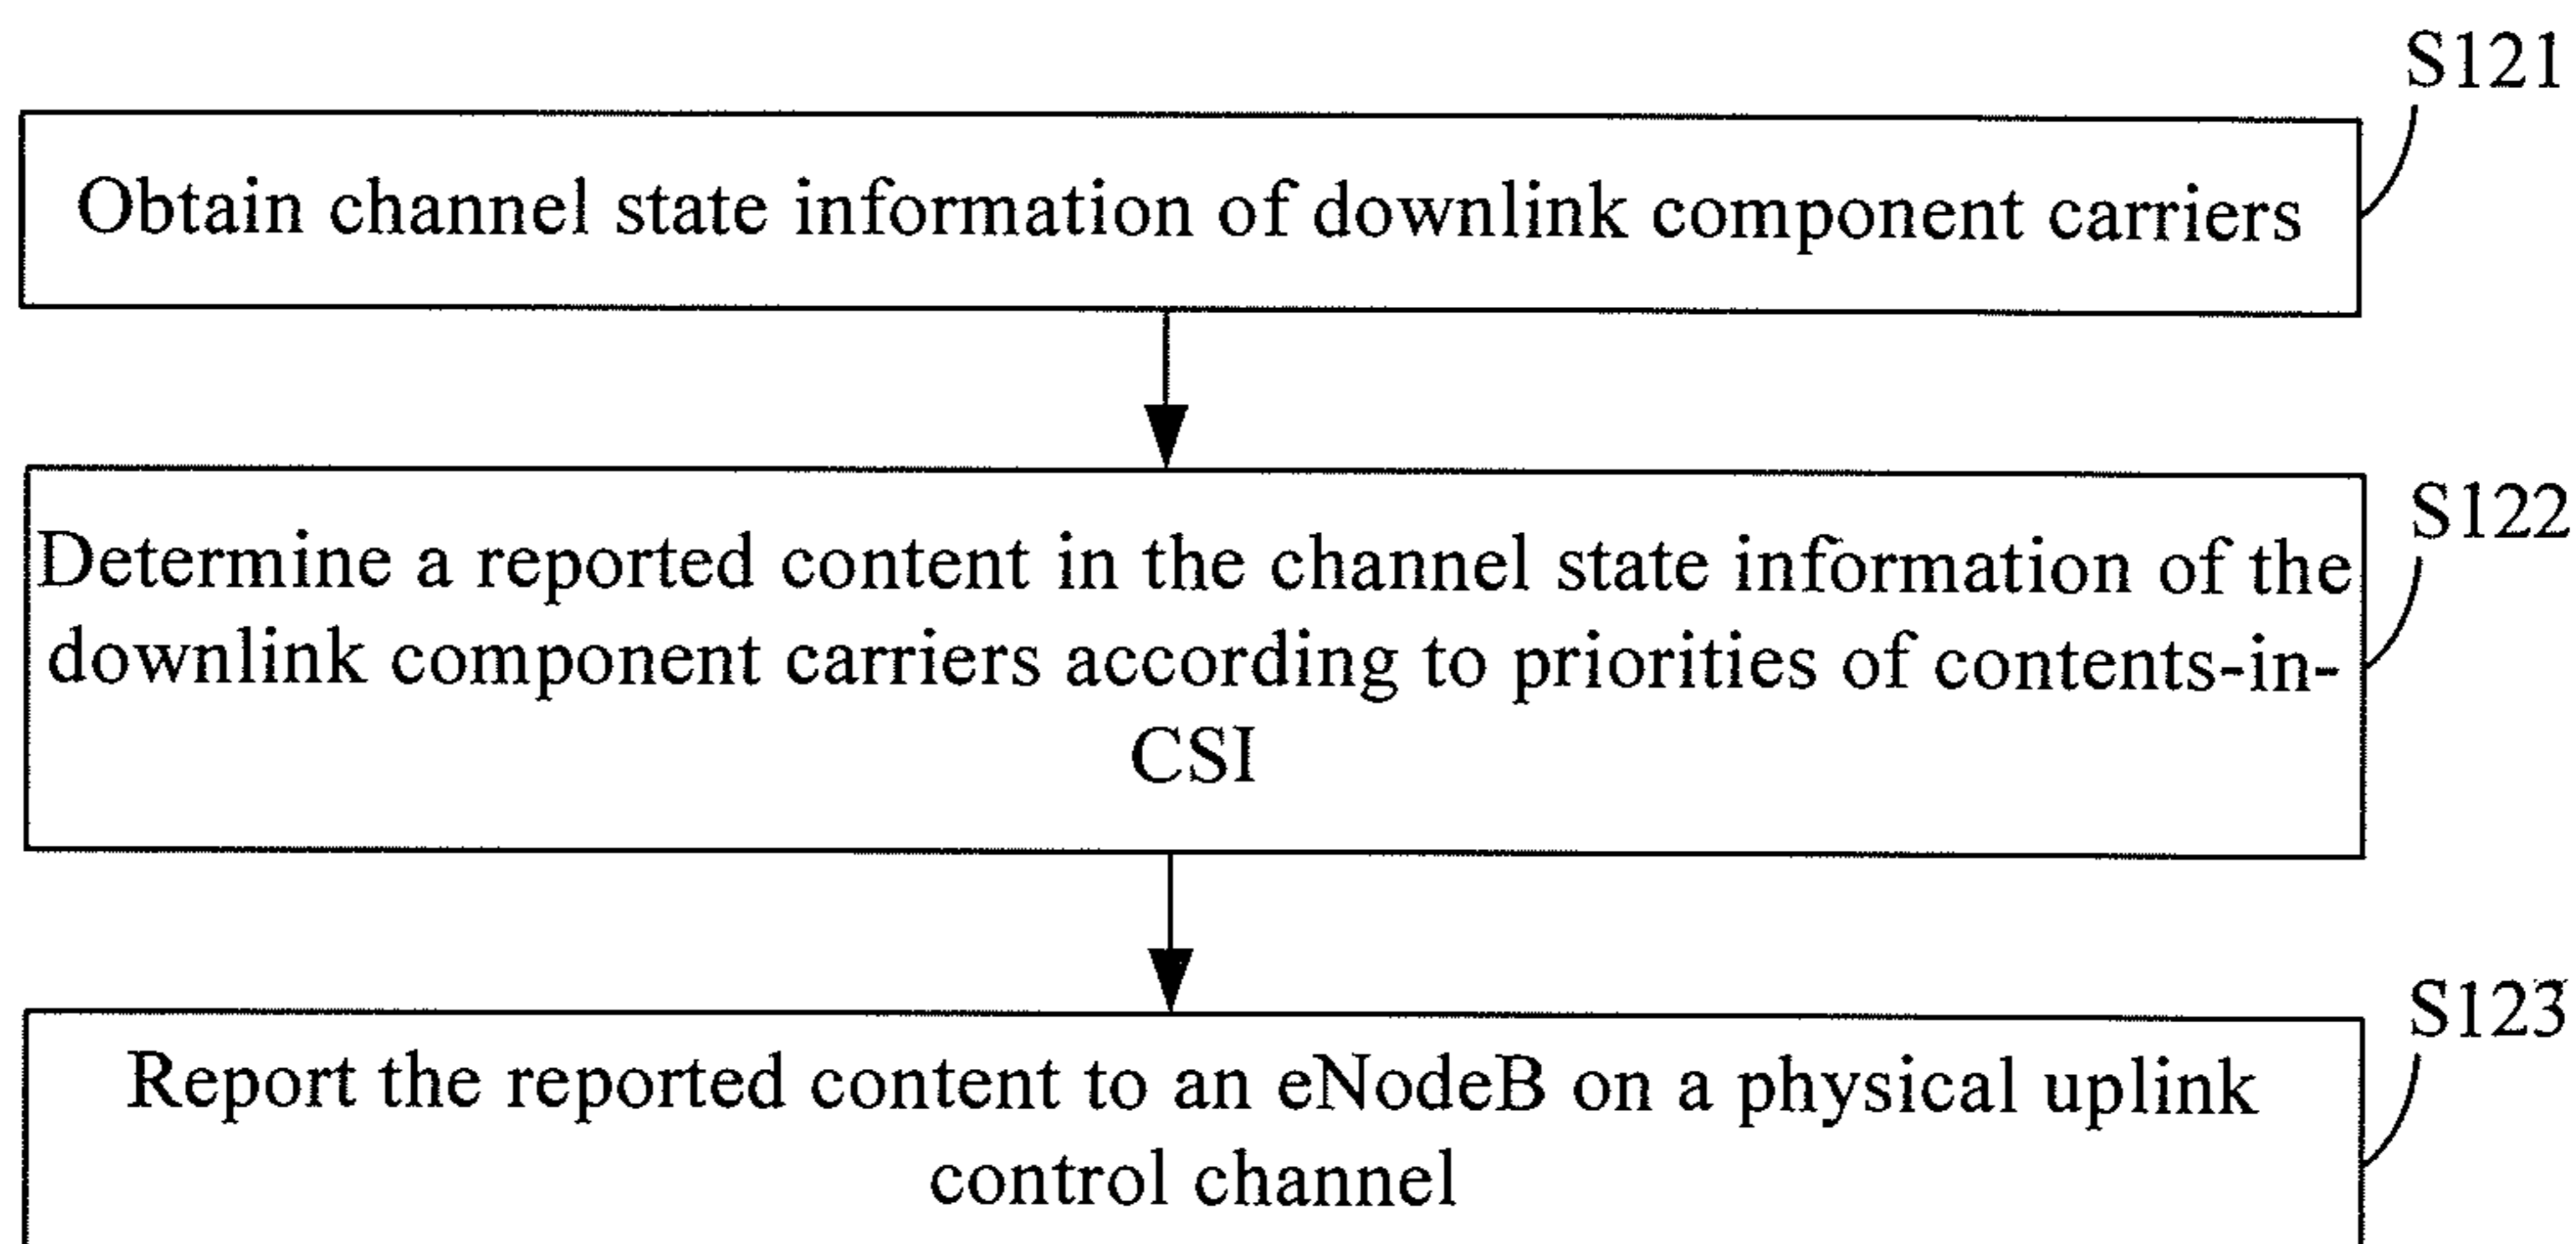 S121
Obtain channel state information of downlink component carriers
S122
Determine a reported content in the channel state information of the
downlink component carriers according to priorities of contents-in-
CSI
S123
Report the reported content to an eNodeB on a physical uplink
control channel